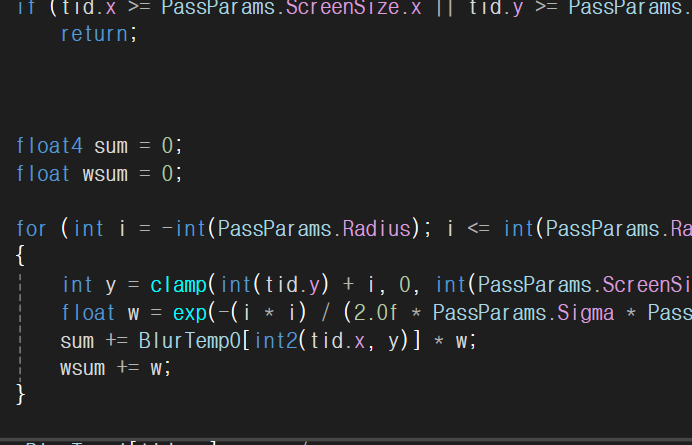 if (tid.x >= PassParams.ScreenSize.x || tid.y >= PassParams.
return;
float4 sum = 0;
float wsum = 0;
for (int i = -int(PassParams.Radius); i <= int(PassParams.Ra
{
int y = clamp(int(tid.y) + i, 0, int(PassParams.ScreenSi
float w = exp(-(i * i) / (2.0f * PassParams.Sigma * Pass
sum += BlurTemp0[int2(tid.x, y)] * w;
wsum += w;
}